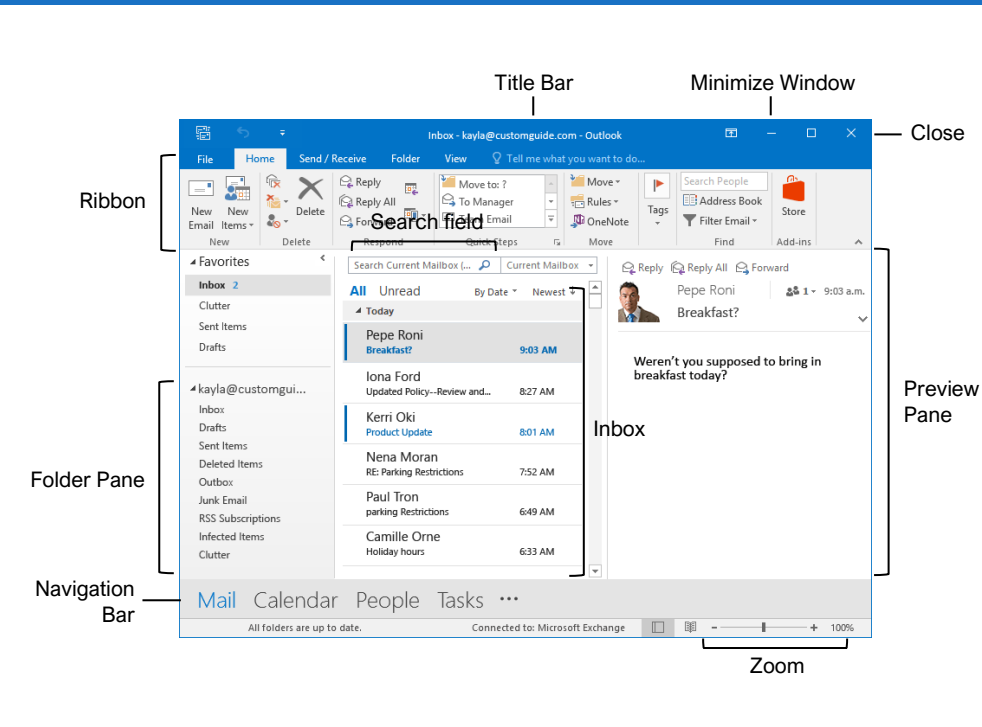 Title Bar
Minimize Window
Close
Inbox - kayla@customguide.com - Outlook
File Home Send / Receive Folder View Tell me what you want to do...
Ribbon
New Email
New Items
New
Delete
Delete
Reply
Reply All
Forward
Respond
Search field
Move to: ?
To Manager
Team Email
Quick Steps
Move
Rules
OneNote
Move
Tags
Search People
Address Book
Filter Email
Find
Store
Add-ins
Favorites
Inbox 2
Clutter
Sent Items
Drafts
Folder Pane
kayla@customgui...
Inbox
Drafts
Sent Items
Deleted Items
Outbox
Junk Email
RSS Subscriptions
Infected Items
Clutter
Search Current Mailbox (... Current Mailbox
All Unread By Date Newest
Today
Pepe Roni
Breakfast? 9:03 AM
Iona Ford
Updated Policy--Review and... 8:27 AM
Kerri Oki
Product Update 8:01 AM
Nena Moran
RE: Parking Restrictions 7:52 AM
Paul Tron
parking Restrictions 6:49 AM
Camille Orne
Holiday hours 6:33 AM
Inbox
Reply Reply All Forward
Pepe Roni 1 9:03 a.m.
Breakfast?
Weren't you supposed to bring in
breakfast today?
Preview
Pane
Navigation
Bar
Mail Calendar People Tasks •••
All folders are up to date. Connected to: Microsoft Exchange - + 100%
Zoom